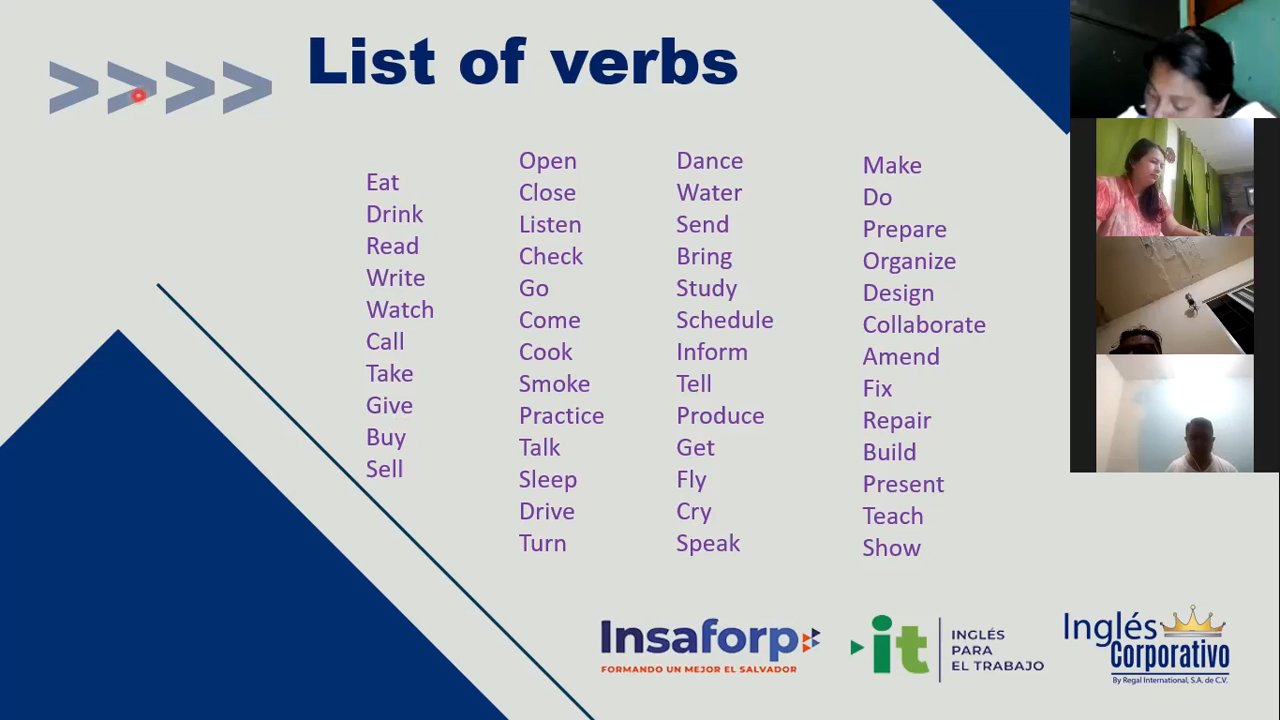 List of verbs
Eat
Drink
Read
Write
Watch
Call
Take
Give
Buy
Sell
Open
Close
Listen
Check
Go
Come
Cook
Smoke
Practice
Talk
Sleep
Drive
Turn
Dance
Water
Send
Bring
Study
Schedule
Inform
Tell
Produce
Get
Fly
Cry
Speak
Make
Do
Prepare
Organize
Design
Collaborate
Amend
Fix
Repair
Build
Present
Teach
Show
Insaforp
FORMANDO UN MEJOR EL SALVADOR
it
INGLÉS
PARA
EL TRABAJO
Inglés
Corporativo
By Regal International, S.A. de C.V.